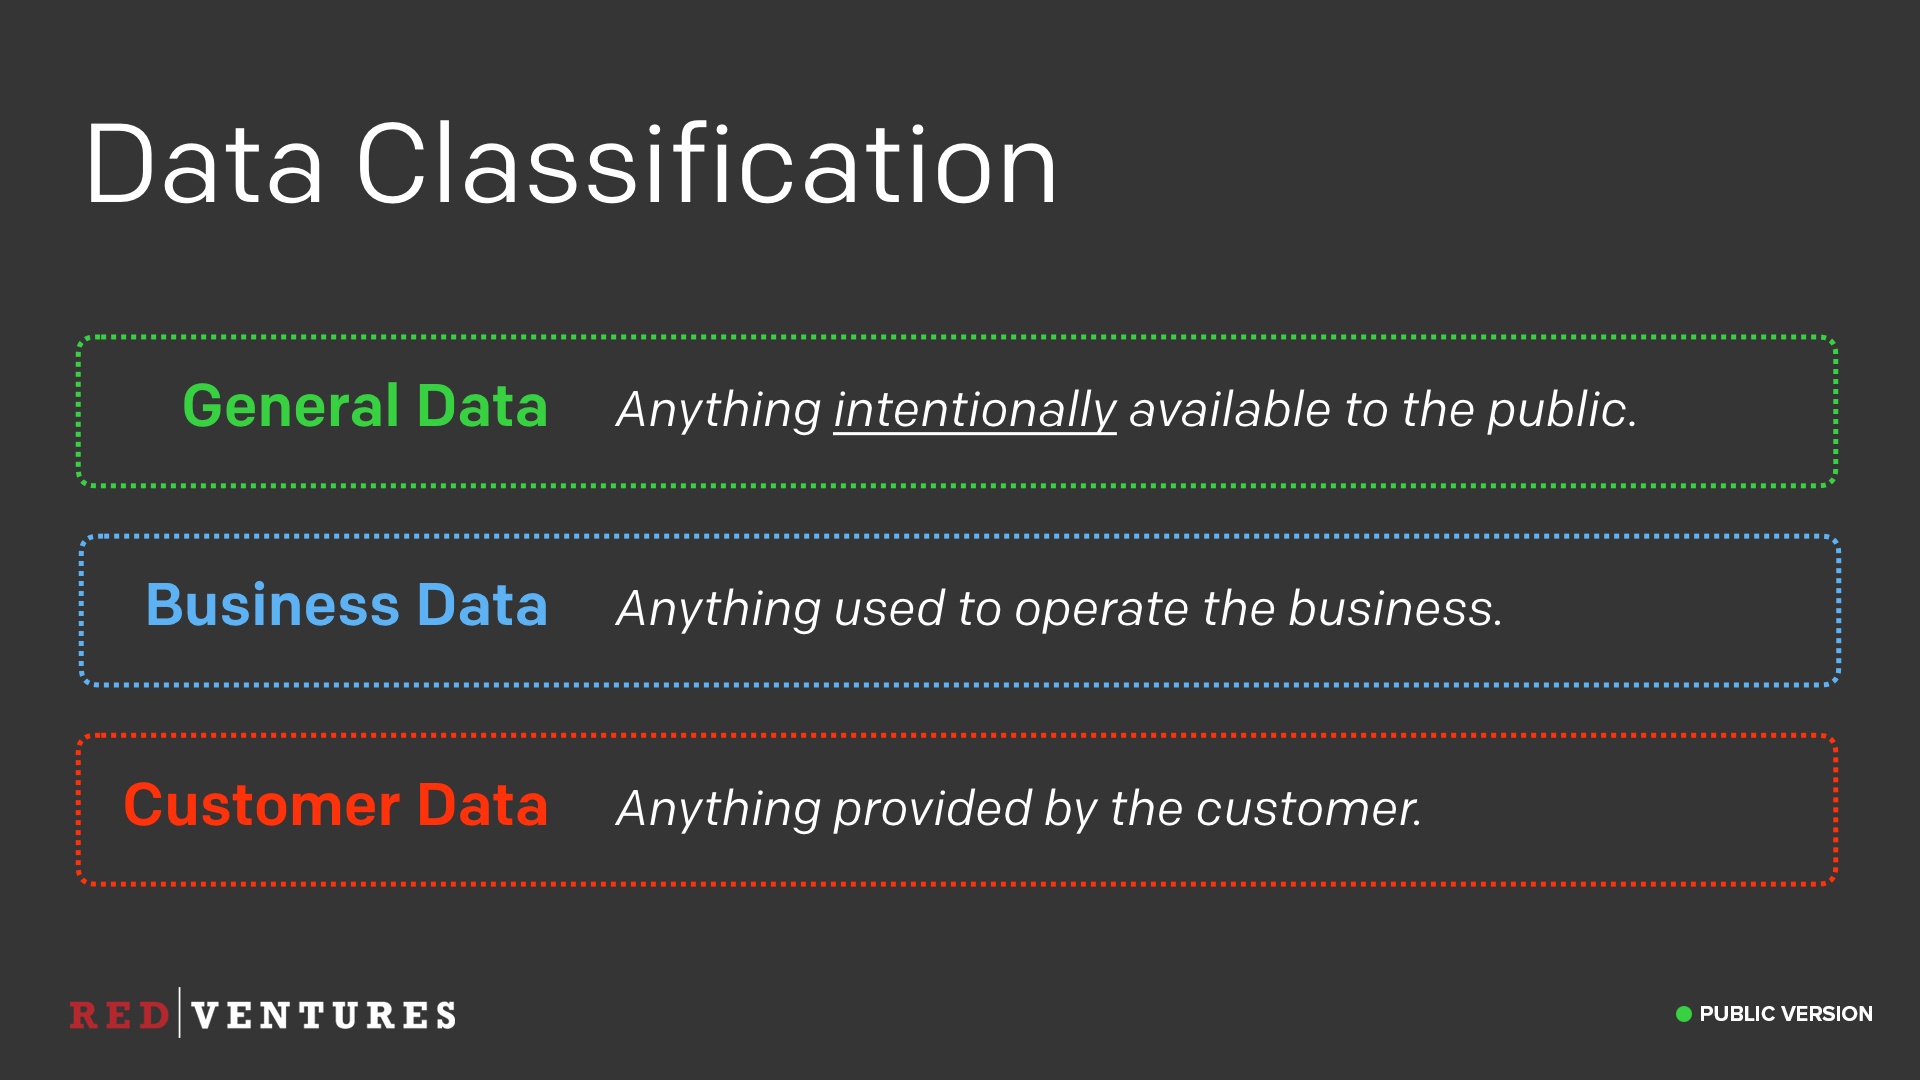 Data Classification
General Data Anything intentionally available to the public.
Business Data Anything used to operate the business.
Customer Data Anything provided by the customer.
RED VENTURES
PUBLIC VERSION